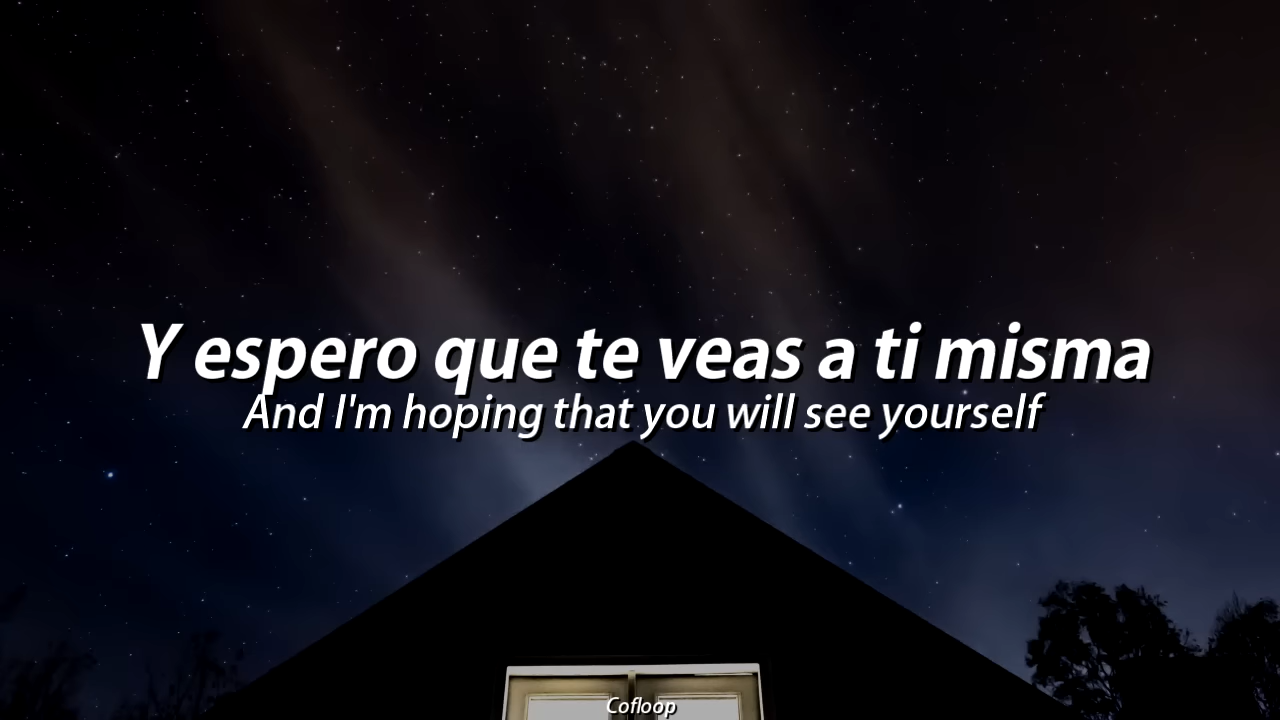 Y espero que te veas a ti misma
And I'm hoping that you will see yourself
Cofloop